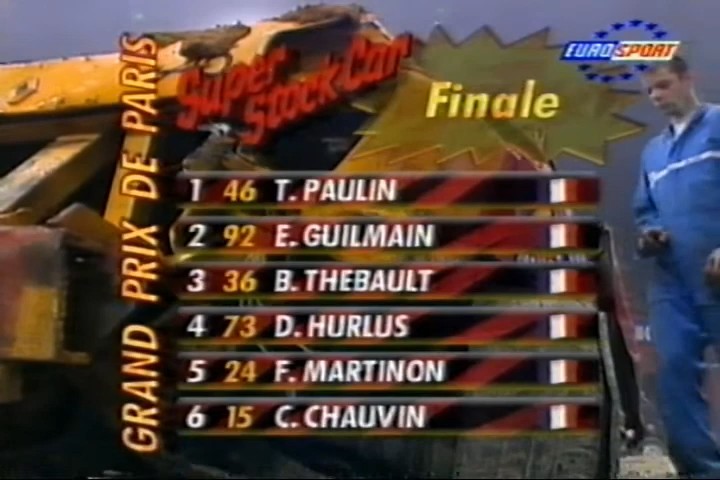 GRAND PRIX DE PARIS
Super
Stock-Car
Finale
EUROSPORT
1 46 T. PAULIN
2 92 E. GUILMAIN
3 36 B. THEBAULT
4 73 D. HURLUS
5 24 F. MARTINON
6 15 C. CHAUVIN